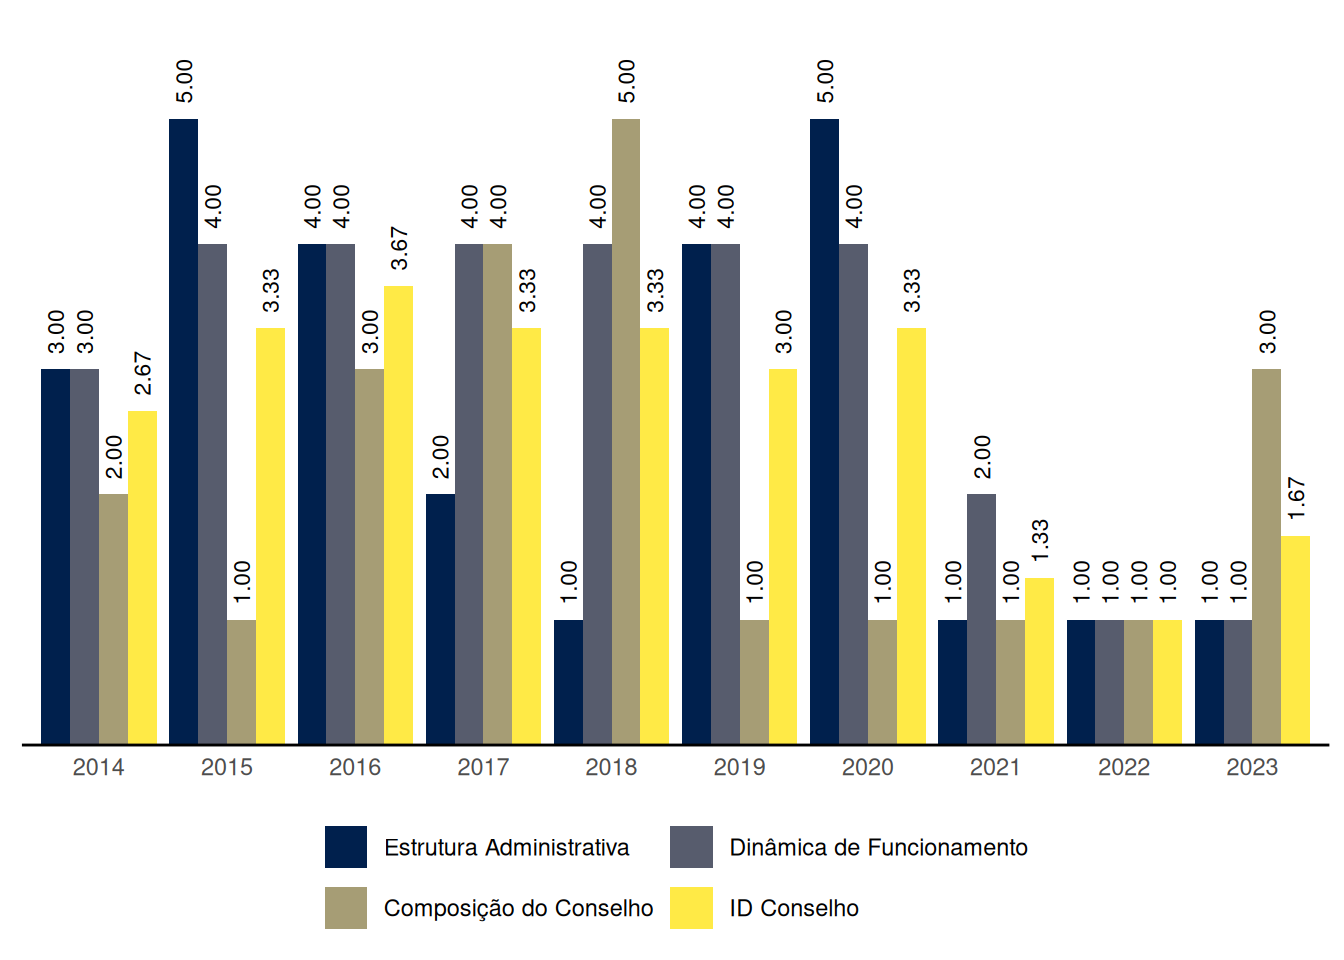 5.00 5.00 5.00
4.00 4.00 4.00 4.00 4.00 4.00 4.00 4.00 4.00
3.67
3.33 3.33 3.33 3.33
3.00 3.00 3.00 3.00 3.00
2.67
2.00 2.00 2.00
1.67
1.33
1.00 1.00 1.00 1.00 1.00 1.00 1.00 1.00 1.00 1.00 1.00 1.00
2014 2015 2016 2017 2018 2019 2020 2021 2022 2023
Estrutura Administrativa Dinâmica de Funcionamento
Composição do Conselho ID Conselho